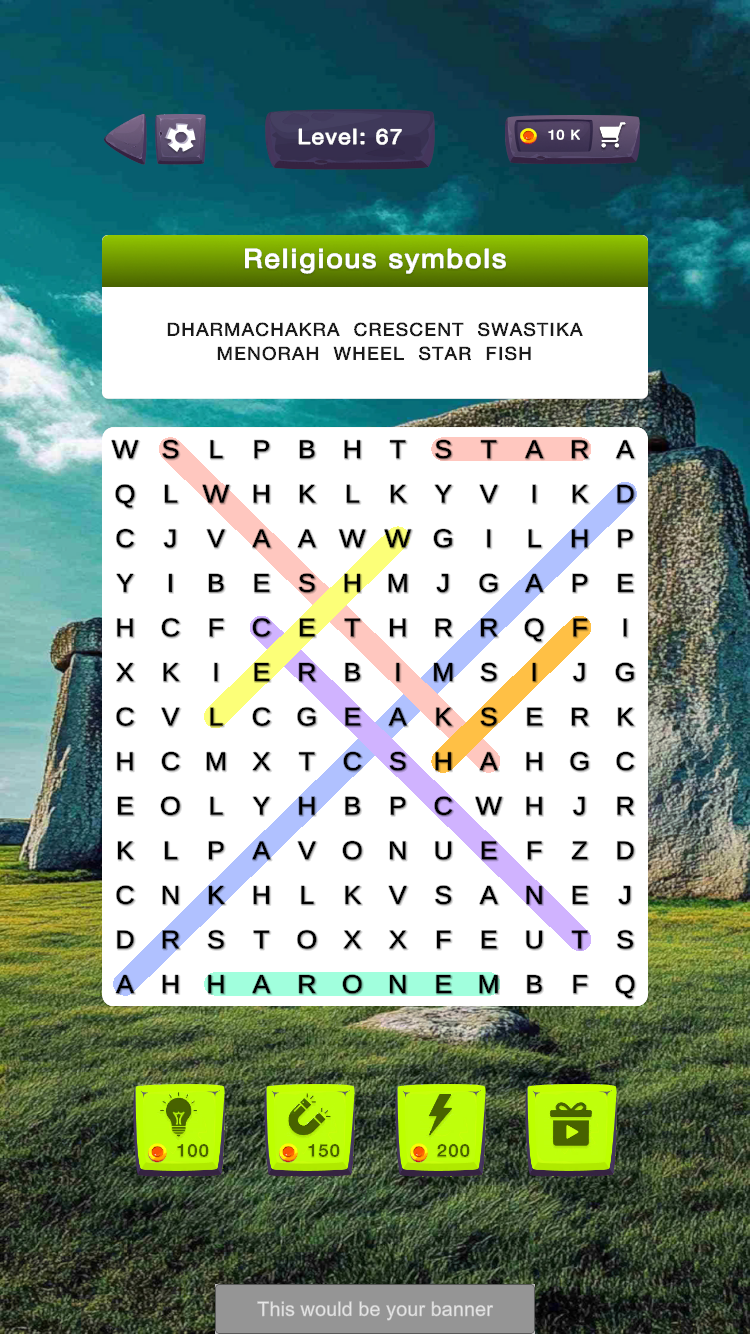 Level: 67
10 K
Religious symbols
DHARMACHAKRA CRESCENT SWASTIKA
MENORAH WHEEL STAR FISH
W S L P B H T S T A R A
Q L W H K L K Y V I K D
C J V A A W W G I L H P
Y I B E S H M J G A P E
H C F C E T H R R Q F I
X K I E R B I M S I J G
C V L C G E A K S E R K
H C M X T C S H A H G C
E O L Y H B P C W H J R
K L P A V O N U E F Z D
C N K H L K V S A N E J
D R S T O X X F E U T S
A H H A R O N E M B F Q
100 150 200
This would be your banner